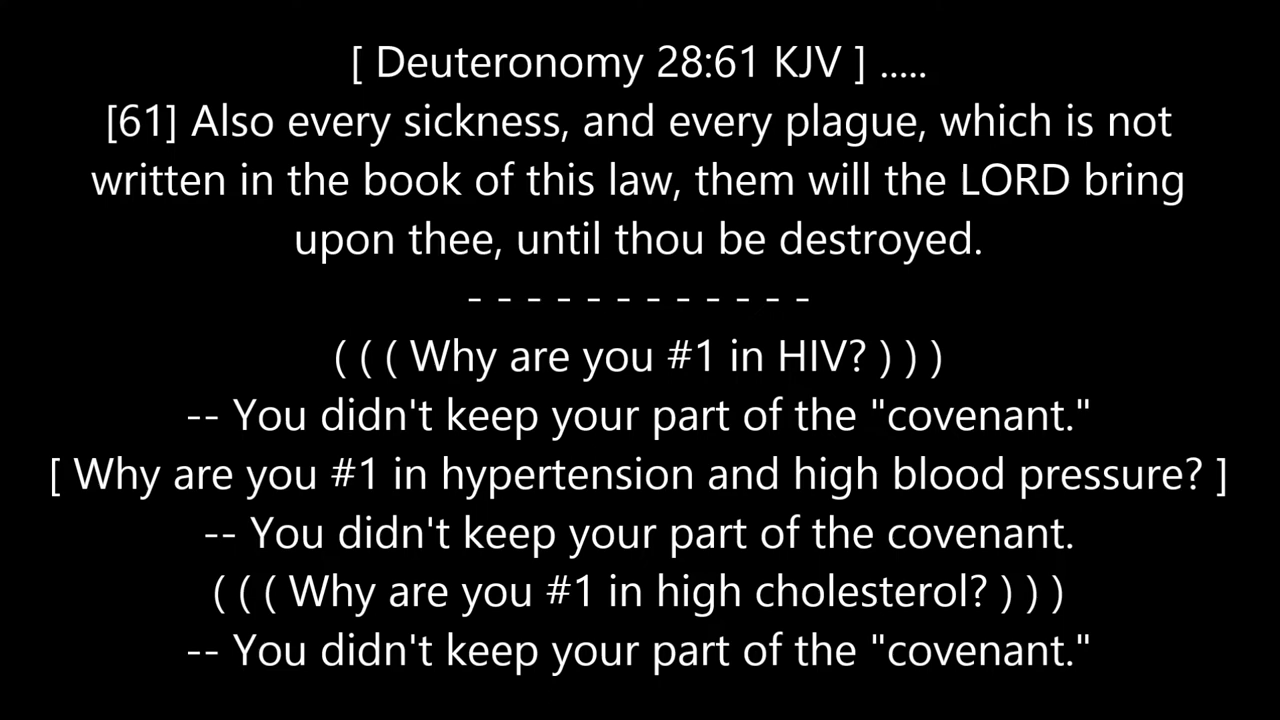 [ Deuteronomy 28:61 KJV ] .....
[61] Also every sickness, and every plague, which is not
written in the book of this law, them will the LORD bring
upon thee, until thou be destroyed.
- - - - - - - - - - - -
( ( ( Why are you #1 in HIV? ) ) )
-- You didn't keep your part of the "covenant."
[ Why are you #1 in hypertension and high blood pressure? ]
-- You didn't keep your part of the covenant.
( ( ( Why are you #1 in high cholesterol? ) ) )
-- You didn't keep your part of the "covenant."